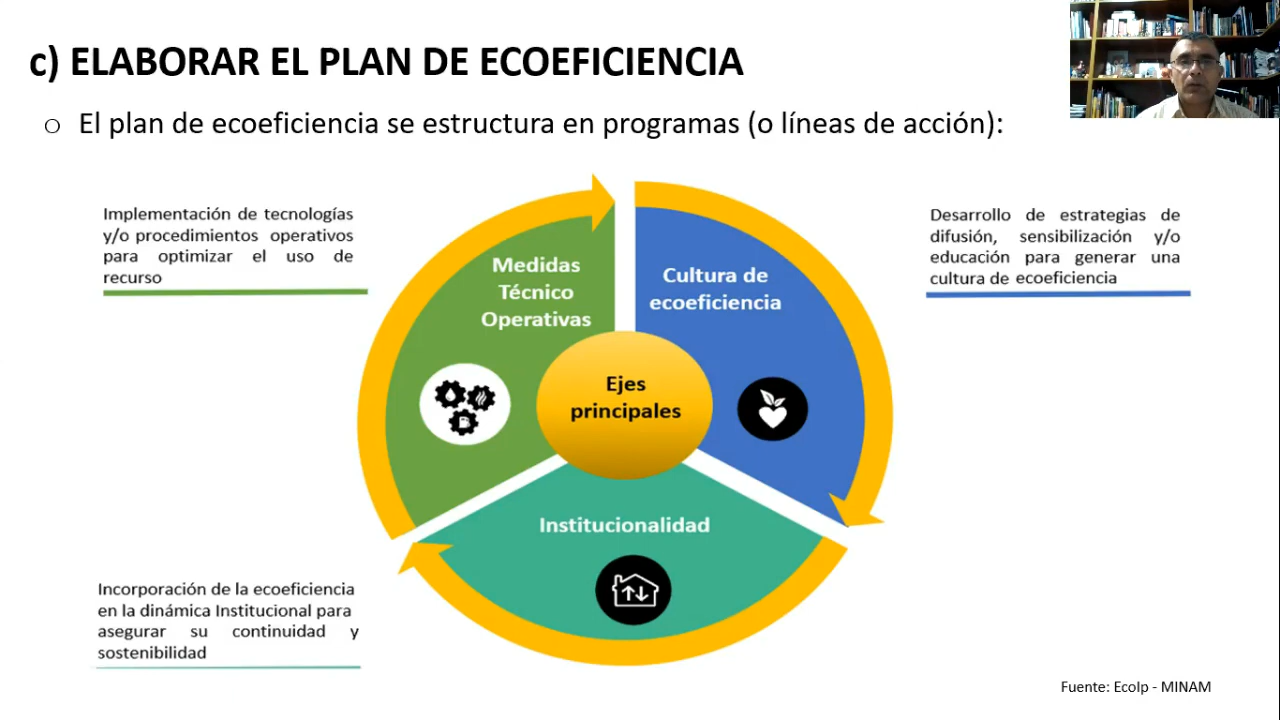 c) ELABORAR EL PLAN DE ECOEFICIENCIA
○ El plan de ecoeficiencia se estructura en programas (o líneas de acción):
Implementación de tecnologías
y/o procedimientos operativos
para optimizar el uso de
recurso
Desarrollo de estrategias de
difusión, sensibilización y/o
educación para generar una
cultura de ecoeficiencia
Medidas
Técnico
Operativas
Cultura de
ecoeficiencia
Ejes
principales
Institucionalidad
Incorporación de la ecoeficiencia
en la dinámica Institucional para
asegurar su continuidad y
sostenibilidad
Fuente: EcoIp - MINAM